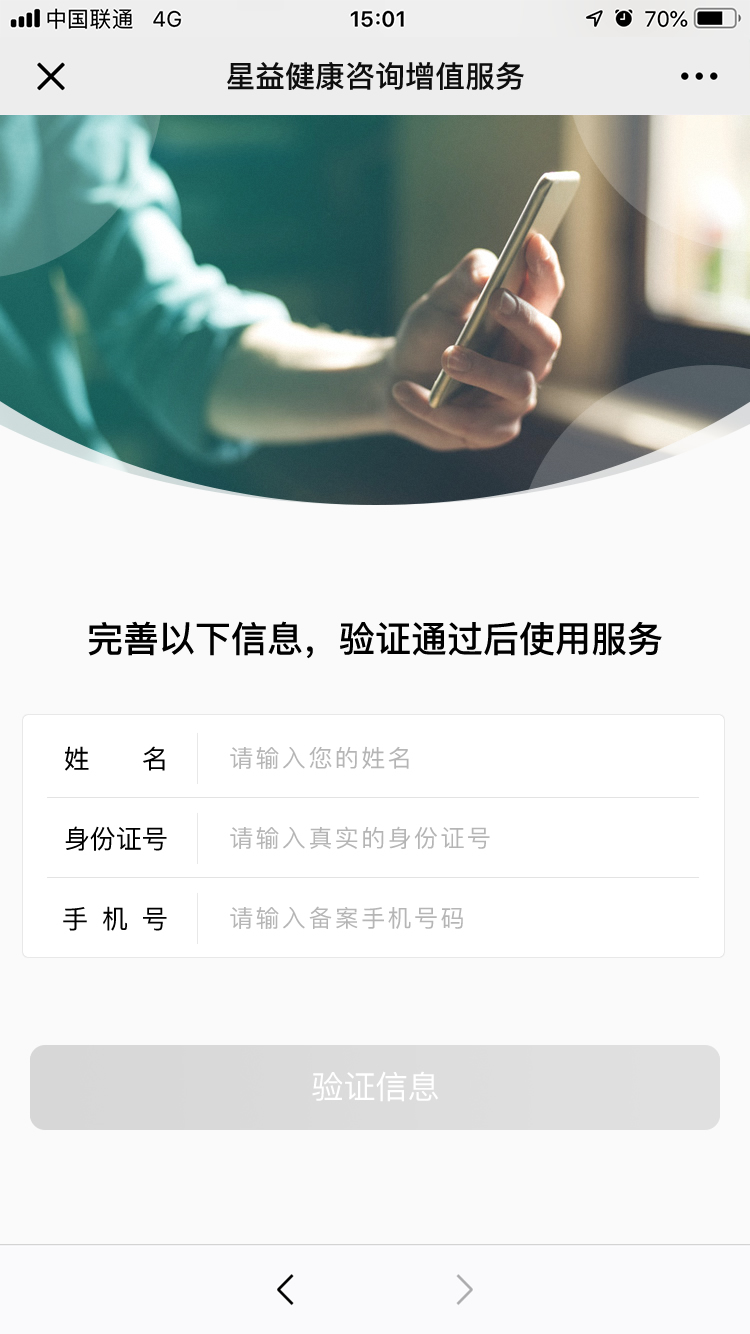 中国联通 4G 15:01 70%
星益健康咨询增值服务
完善以下信息，验证通过后使用服务
姓名 请输入您的姓名
身份证号 请输入真实的身份证号
手机号 请输入备案手机号码
验证信息